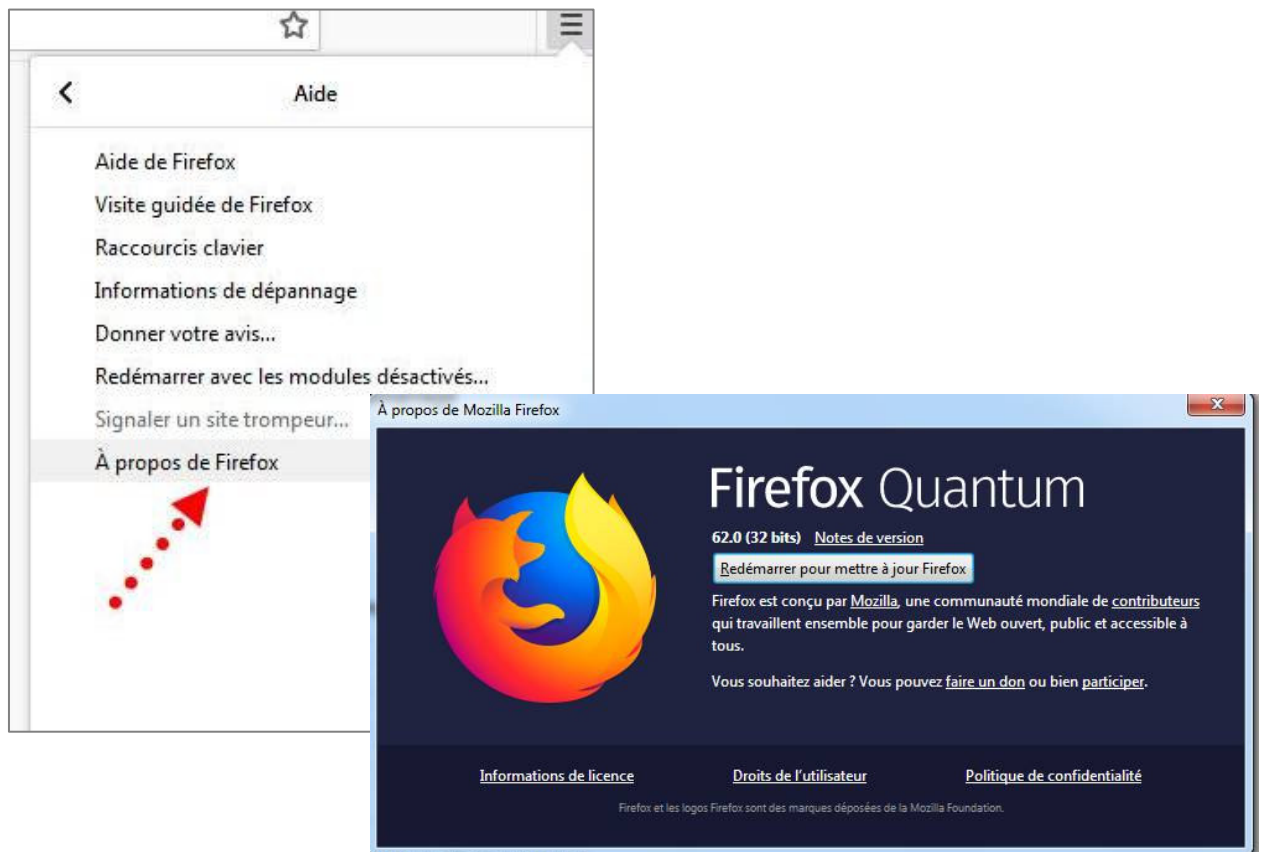 Aide
Aide de Firefox
Visite guidée de Firefox
Raccourcis clavier
Informations de dépannage
Donner votre avis...
Redémarrer avec les modules désactivés...
Signaler un site trompeur...
À propos de Firefox
À propos de Mozilla Firefox
Firefox Quantum
62.0 (32 bits) Notes de version
Redémarrer pour mettre à jour Firefox
Firefox est conçu par Mozilla, une communauté mondiale de contributeurs
qui travaillent ensemble pour garder le Web ouvert, public et accessible à
tous.
Vous souhaitez aider ? Vous pouvez faire un don ou bien participer.
Informations de licence Droits de l'utilisateur Politique de confidentialité
Firefox et les logos Firefox sont des marques déposées de la Mozilla Foundation.